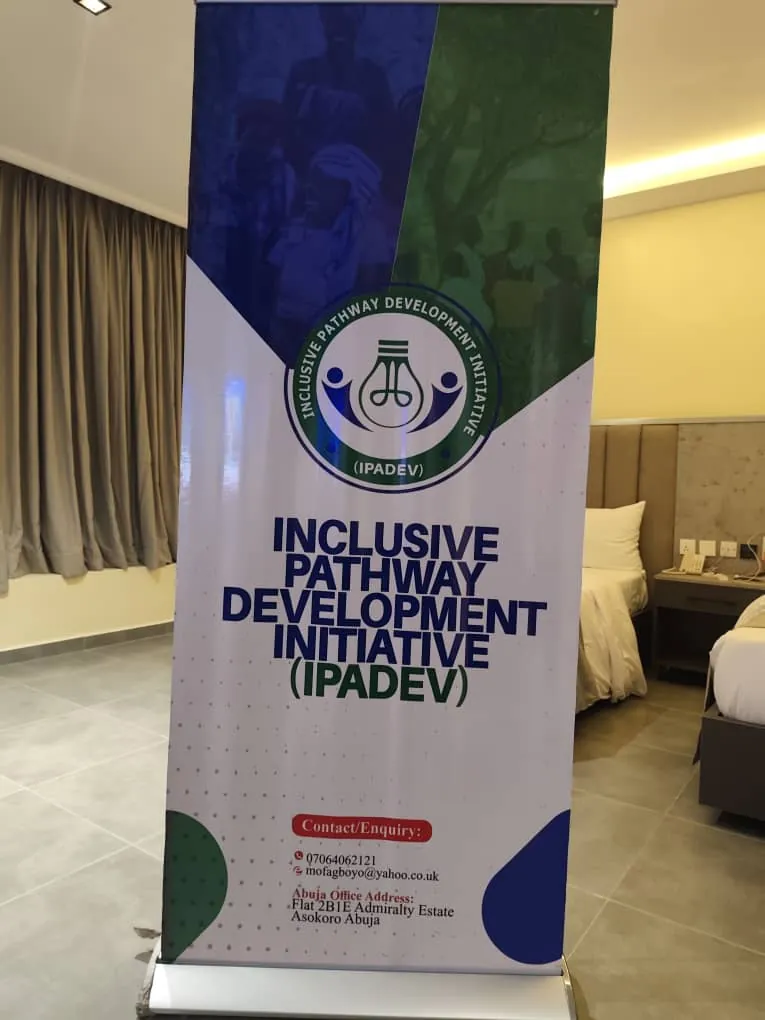 INCLUSIVE PATHWAY DEVELOPMENT INITIATIVE
(IPADEV)
INCLUSIVE
PATHWAY
DEVELOPMENT
INITIATIVE
(IPADEV)
Contact/Enquiry:
07064062121
mofagboyo@yahoo.co.uk
Abuja Office Address:
Flat 2B1E Admiralty Estate
Asokoro Abuja